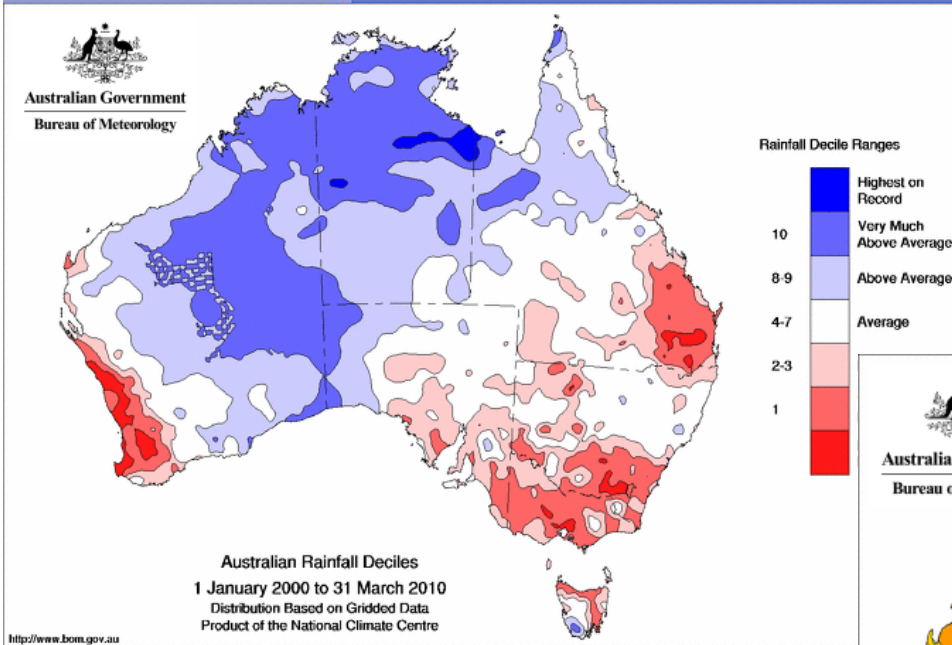 Australian Government
Bureau of Meteorology
Rainfall Decile Ranges
Highest on
Record
10
Very Much
Above Average
8-9
Above Average
4-7
Average
2-3
1
Australian Rainfall Deciles
1 January 2000 to 31 March 2010
Distribution Based on Gridded Data
Product of the National Climate Centre
http://www.bom.gov.au
Australia
Bureau o